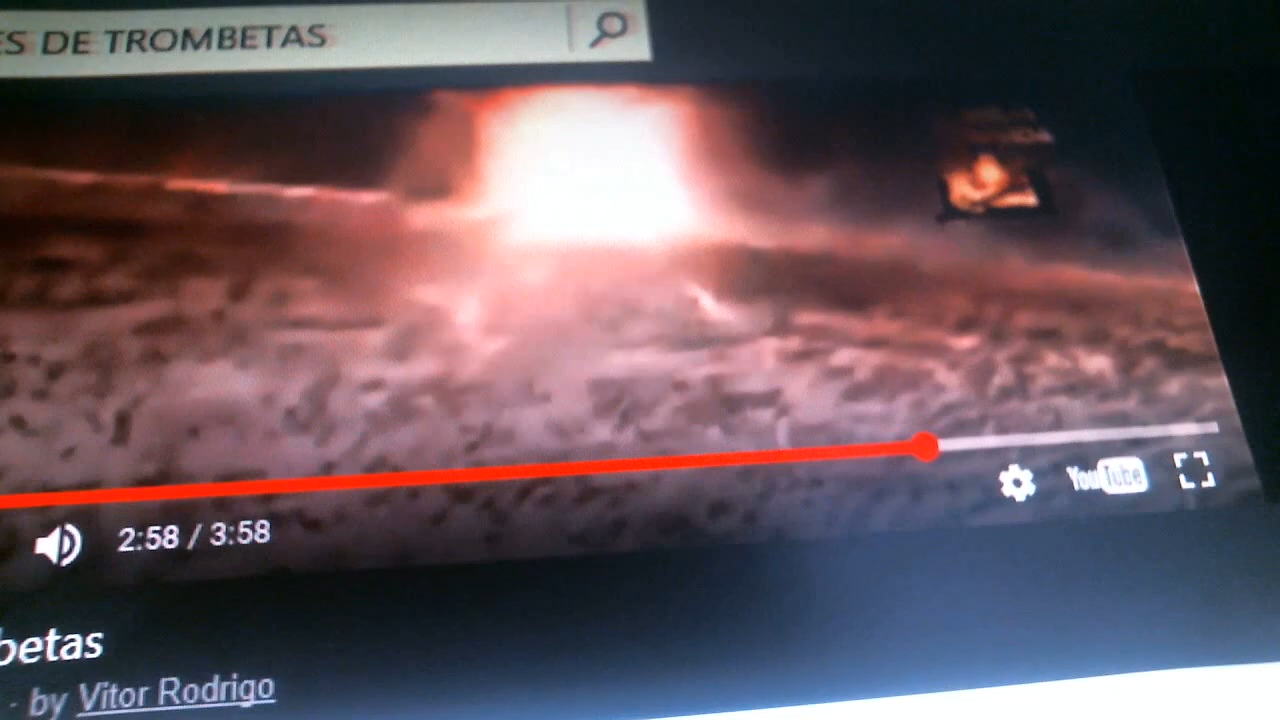 ES DE TROMBETAS
YouTube
2:58 / 3:58
betas
- by Vitor Rodrigo